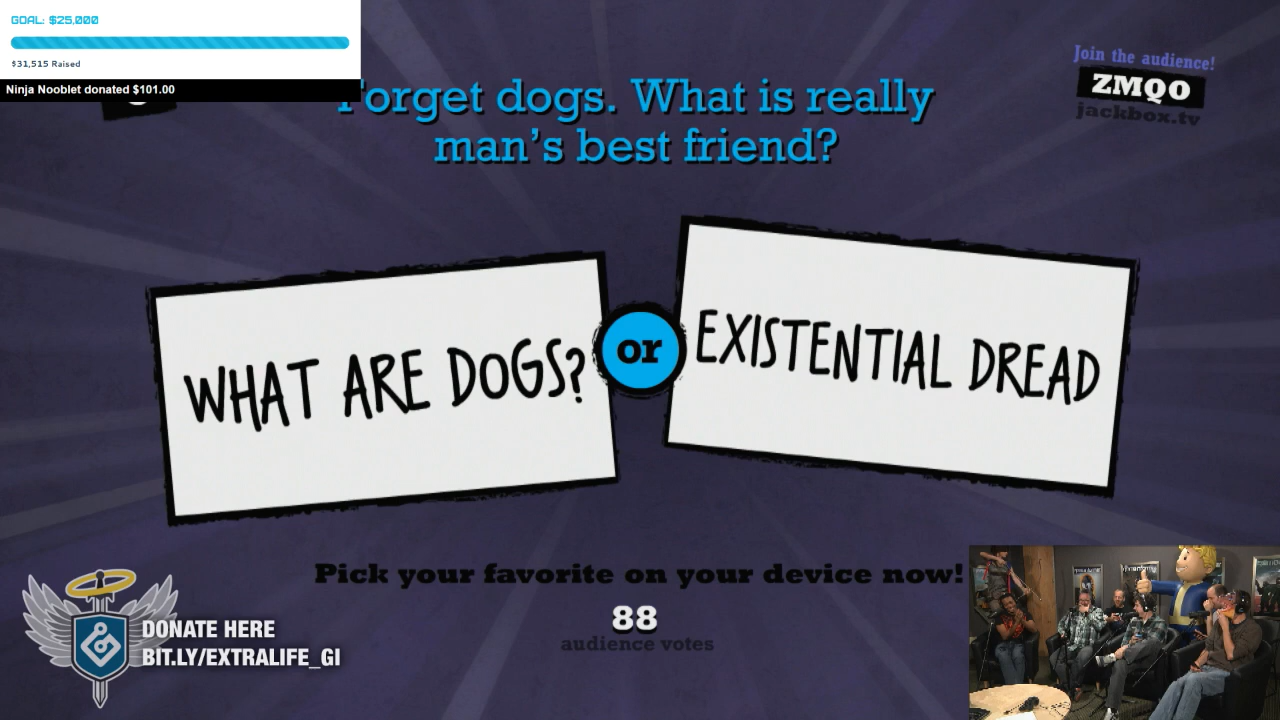 GOAL: $25,000
$31,515 Raised
Ninja Nooblet donated $101.00
Join the audience!
ZMQO
jackbox.tv
Forget dogs. What is really
man's best friend?
WHAT ARE DOGS?
or
EXISTENTIAL DREAD
Pick your favorite on your device now!
88
audience votes
DONATE HERE
BIT.LY/EXTRALIFE_GI